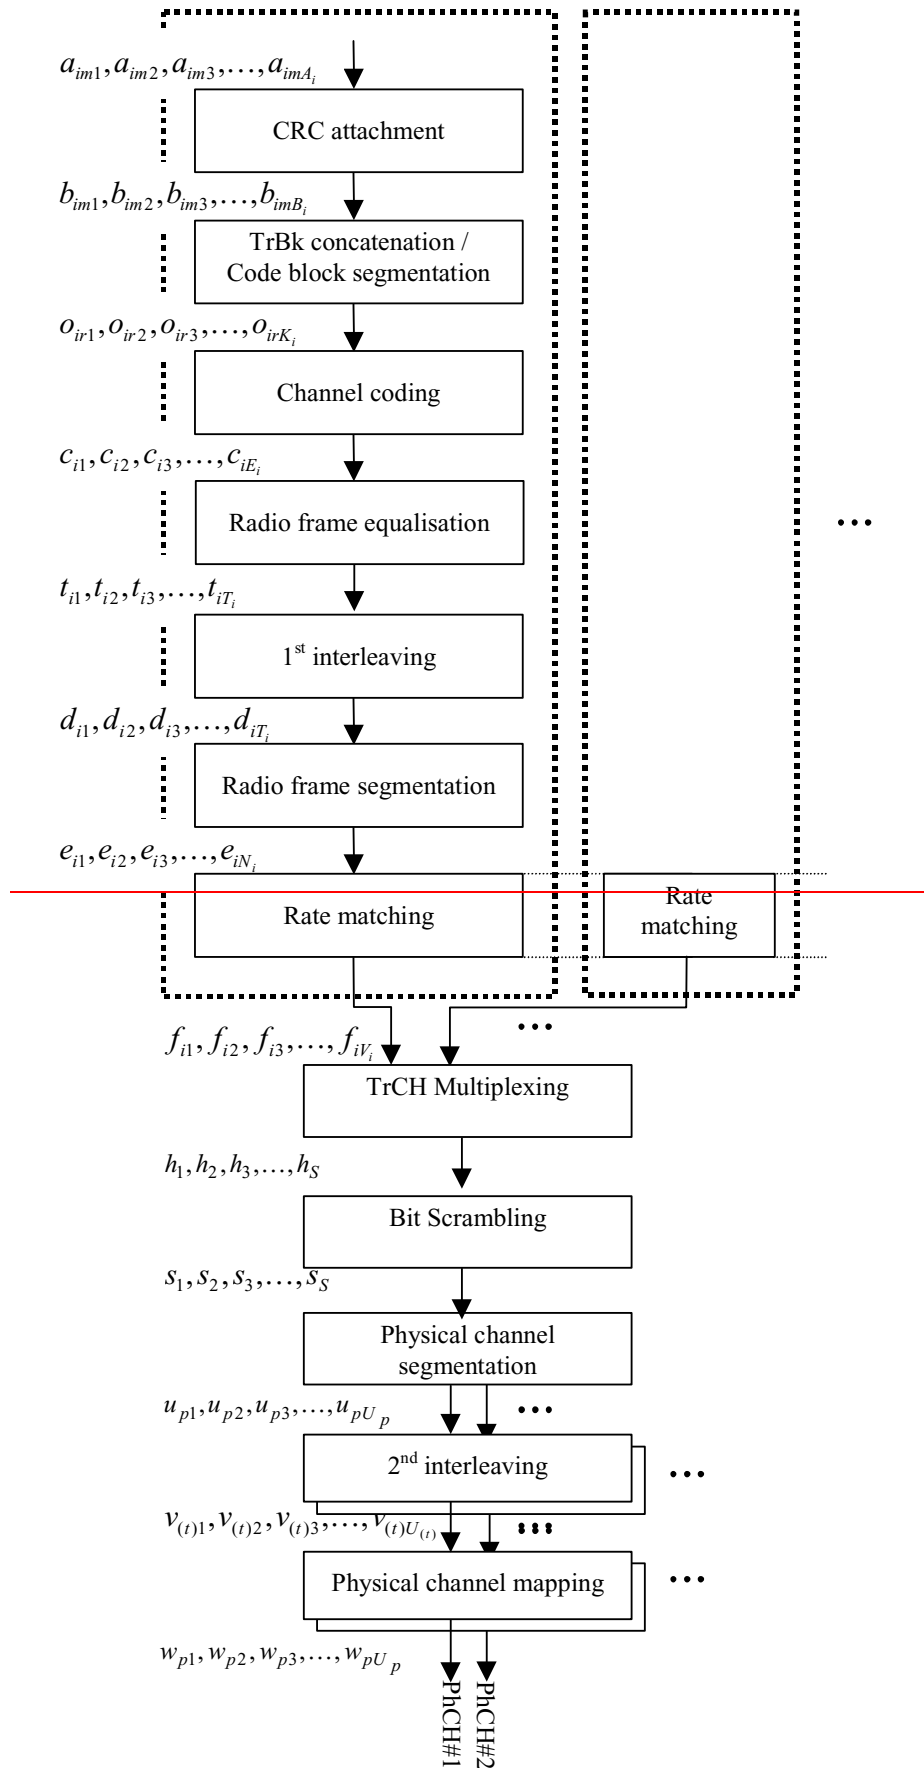 a_{im1}, a_{im2}, a_{im3}, …, a_{imA_i}
CRC attachment
b_{im1}, b_{im2}, b_{im3}, …, b_{imB_i}
TrBk concatenation /
Code block segmentation
o_{ir1}, o_{ir2}, o_{ir3}, …, o_{irK_i}
Channel coding
c_{i1}, c_{i2}, c_{i3}, …, c_{iE_i}
Radio frame equalisation
…
t_{i1}, t_{i2}, t_{i3}, …, t_{iT_i}
1^{st} interleaving
d_{i1}, d_{i2}, d_{i3}, …, d_{iT_i}
Radio frame segmentation
e_{i1}, e_{i2}, e_{i3}, …, e_{iN_i}
Rate matching
Rate
matching
…
f_{i1}, f_{i2}, f_{i3}, …, f_{iV_i}
TrCH Multiplexing
h_1, h_2, h_3, …, h_S
Bit Scrambling
s_1, s_2, s_3, …, s_S
Physical channel
segmentation
u_{p1}, u_{p2}, u_{p3}, …, u_{pU_p}
…
2^{nd} interleaving
…
v_{(t)1}, v_{(t)2}, v_{(t)3}, …, v_{(t)U_{(t)}}
…
Physical channel mapping
…
w_{p1}, w_{p2}, w_{p3}, …, w_{pU_p}
PhCH#1
PhCH#2